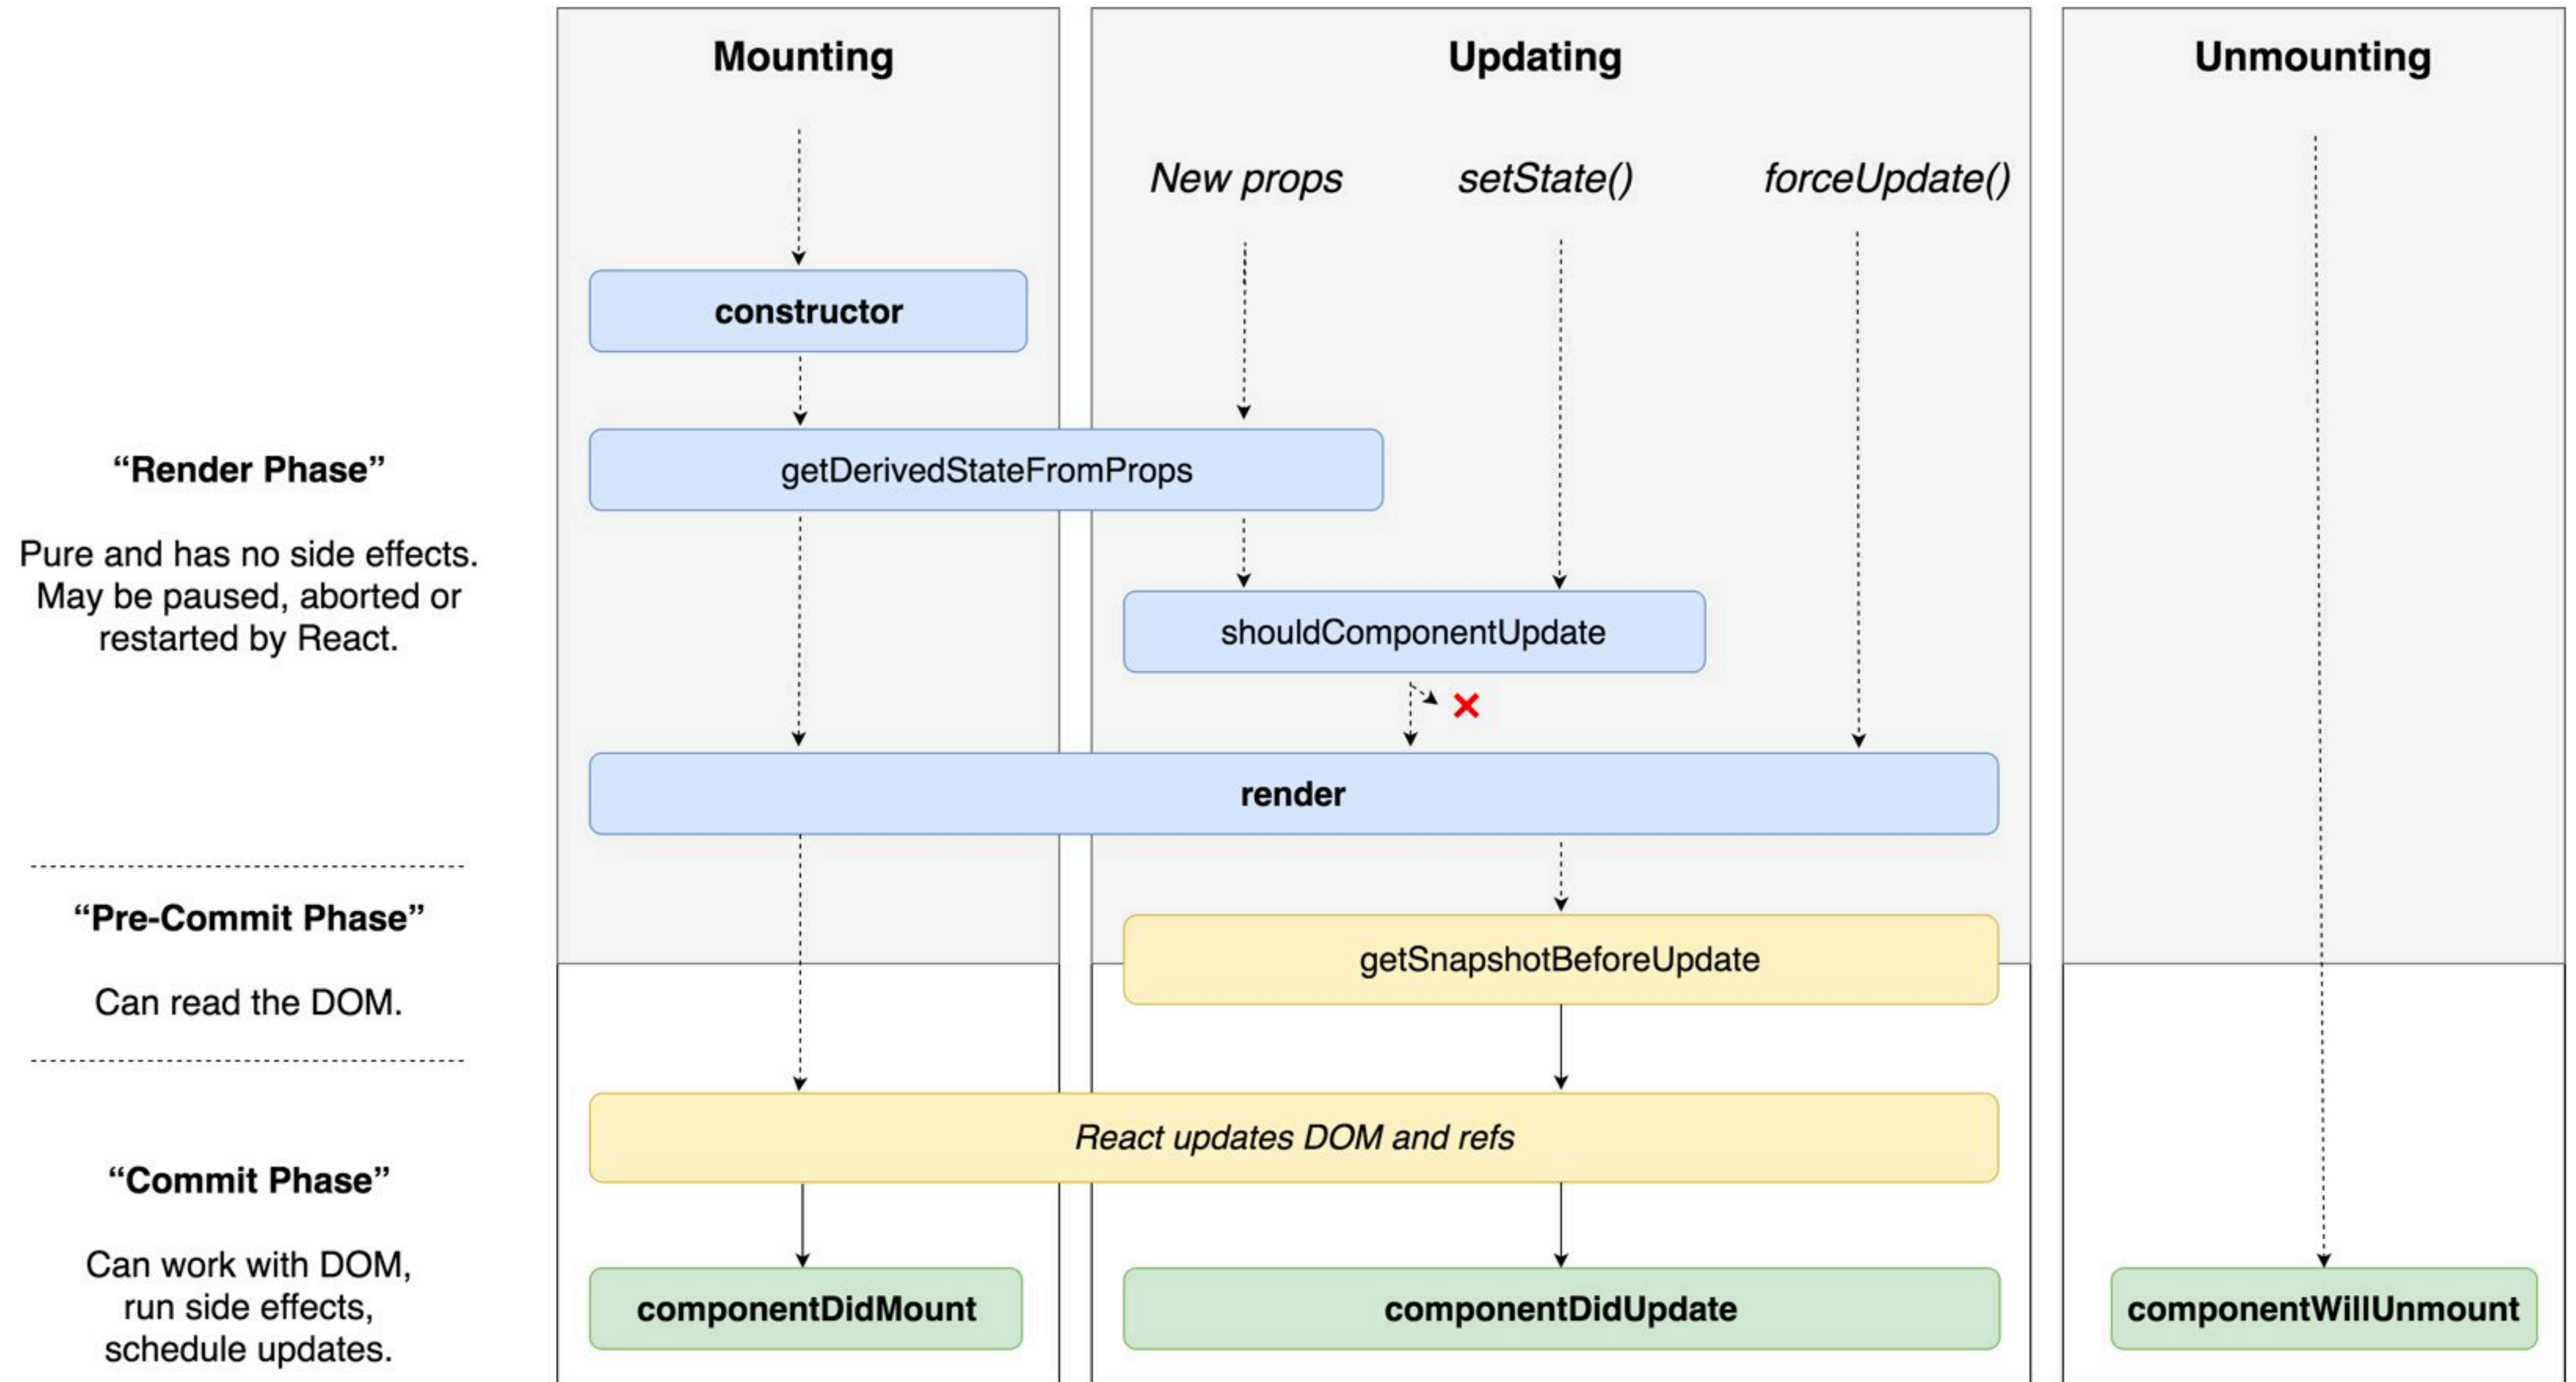 Mounting
Updating
Unmounting
New props
setState()
forceUpdate()
constructor
getDerivedStateFromProps
“Render Phase”
Pure and has no side effects.
May be paused, aborted or
restarted by React.
shouldComponentUpdate
render
“Pre-Commit Phase”
Can read the DOM.
getSnapshotBeforeUpdate
React updates DOM and refs
“Commit Phase”
Can work with DOM,
run side effects,
schedule updates.
componentDidMount
componentDidUpdate
componentWillUnmount